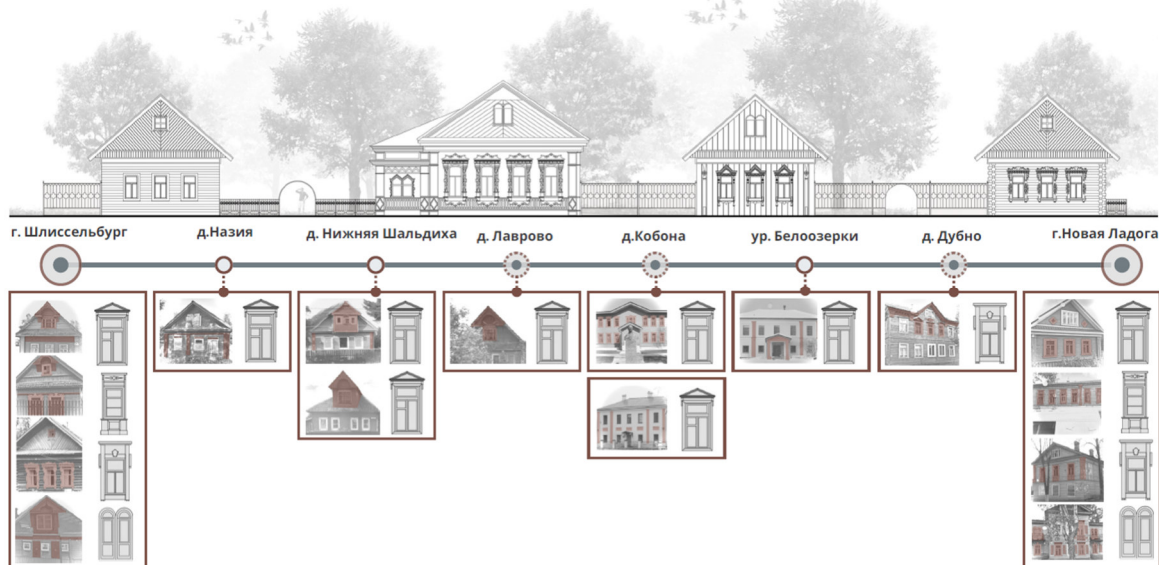 г. Шлиссельбург
д.Назия
д. Нижняя Шальдиха
д. Лаврово
д.Кобона
ур. Белоозерки
д. Дубно
г.Новая Ладога